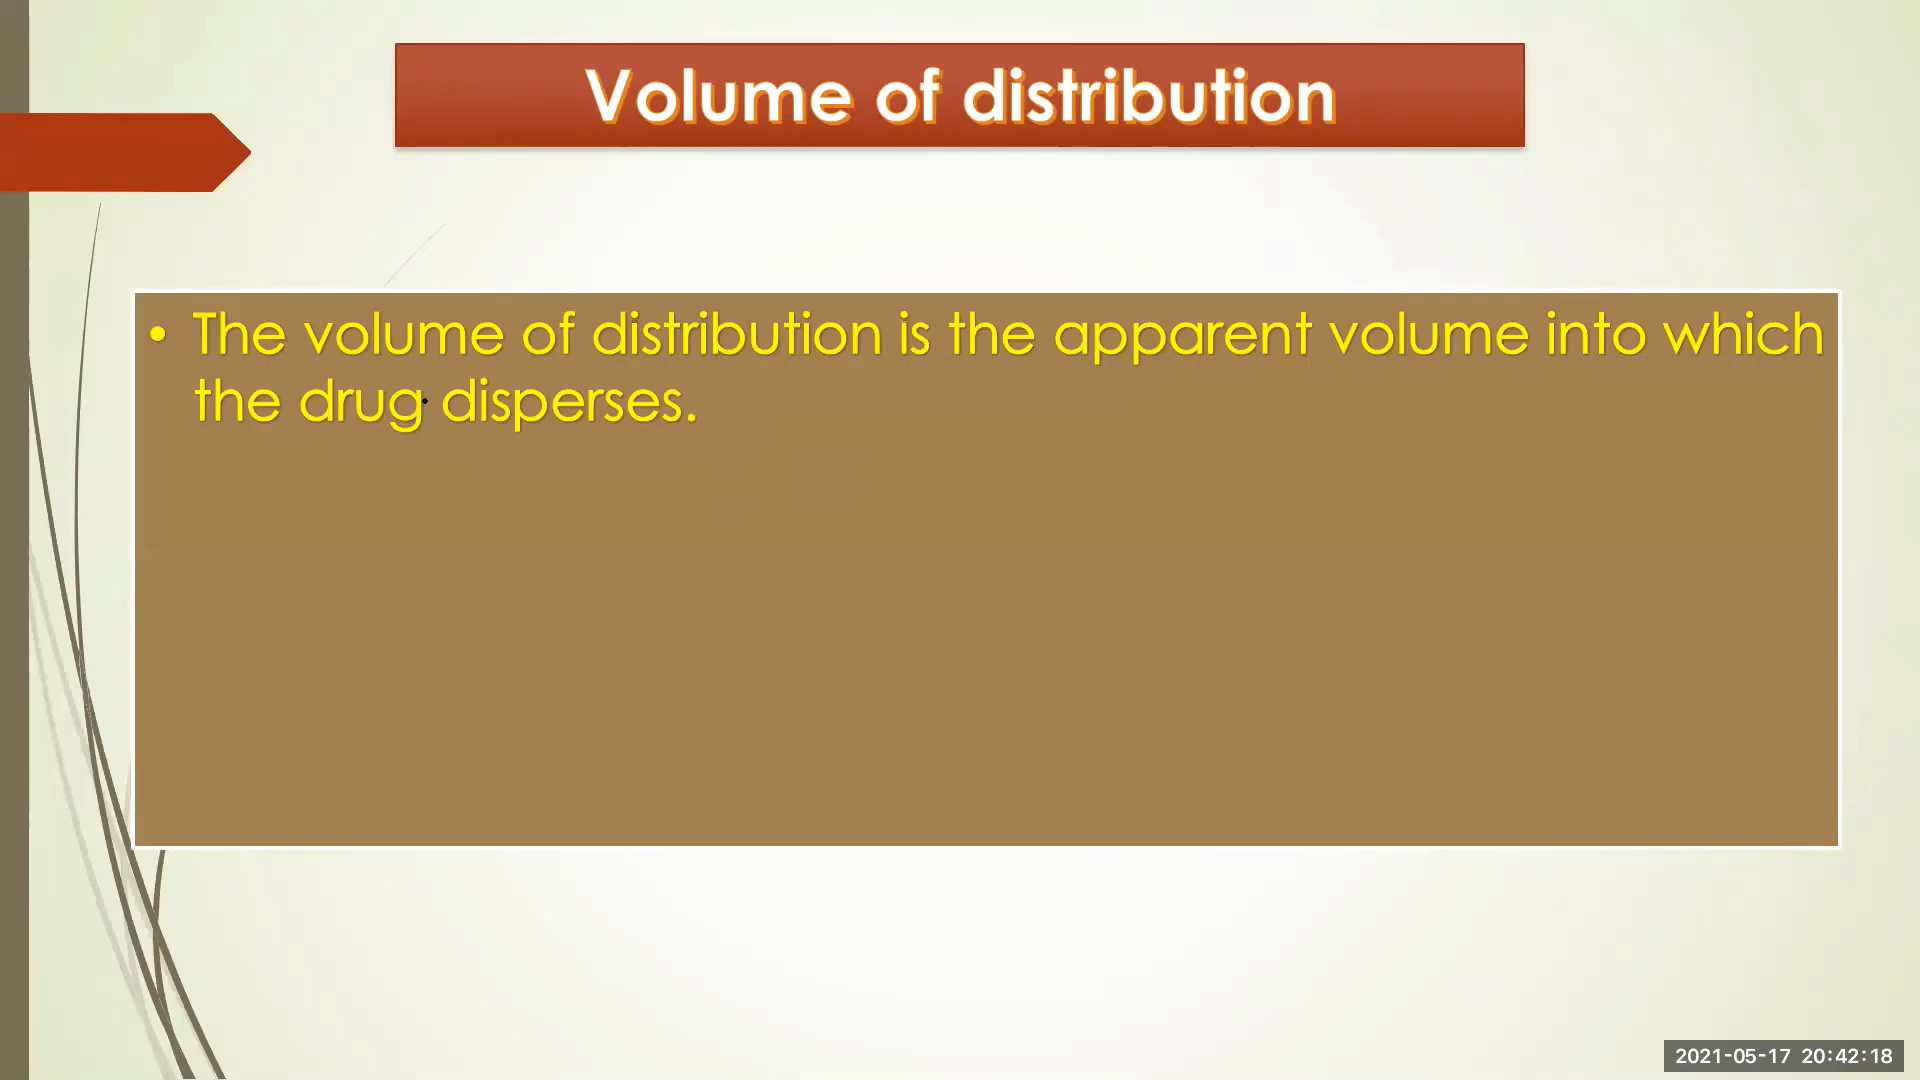 Volume of distribution
• The volume of distribution is the apparent volume into which
the drug disperses.
2021-05-17 20:42:18